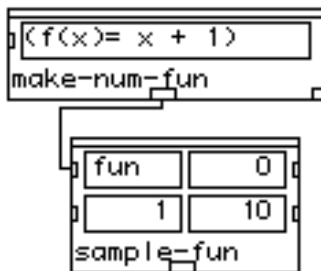 (f(x)= x + 1)
make-num-fun
fun 0
1 10
sample-fun